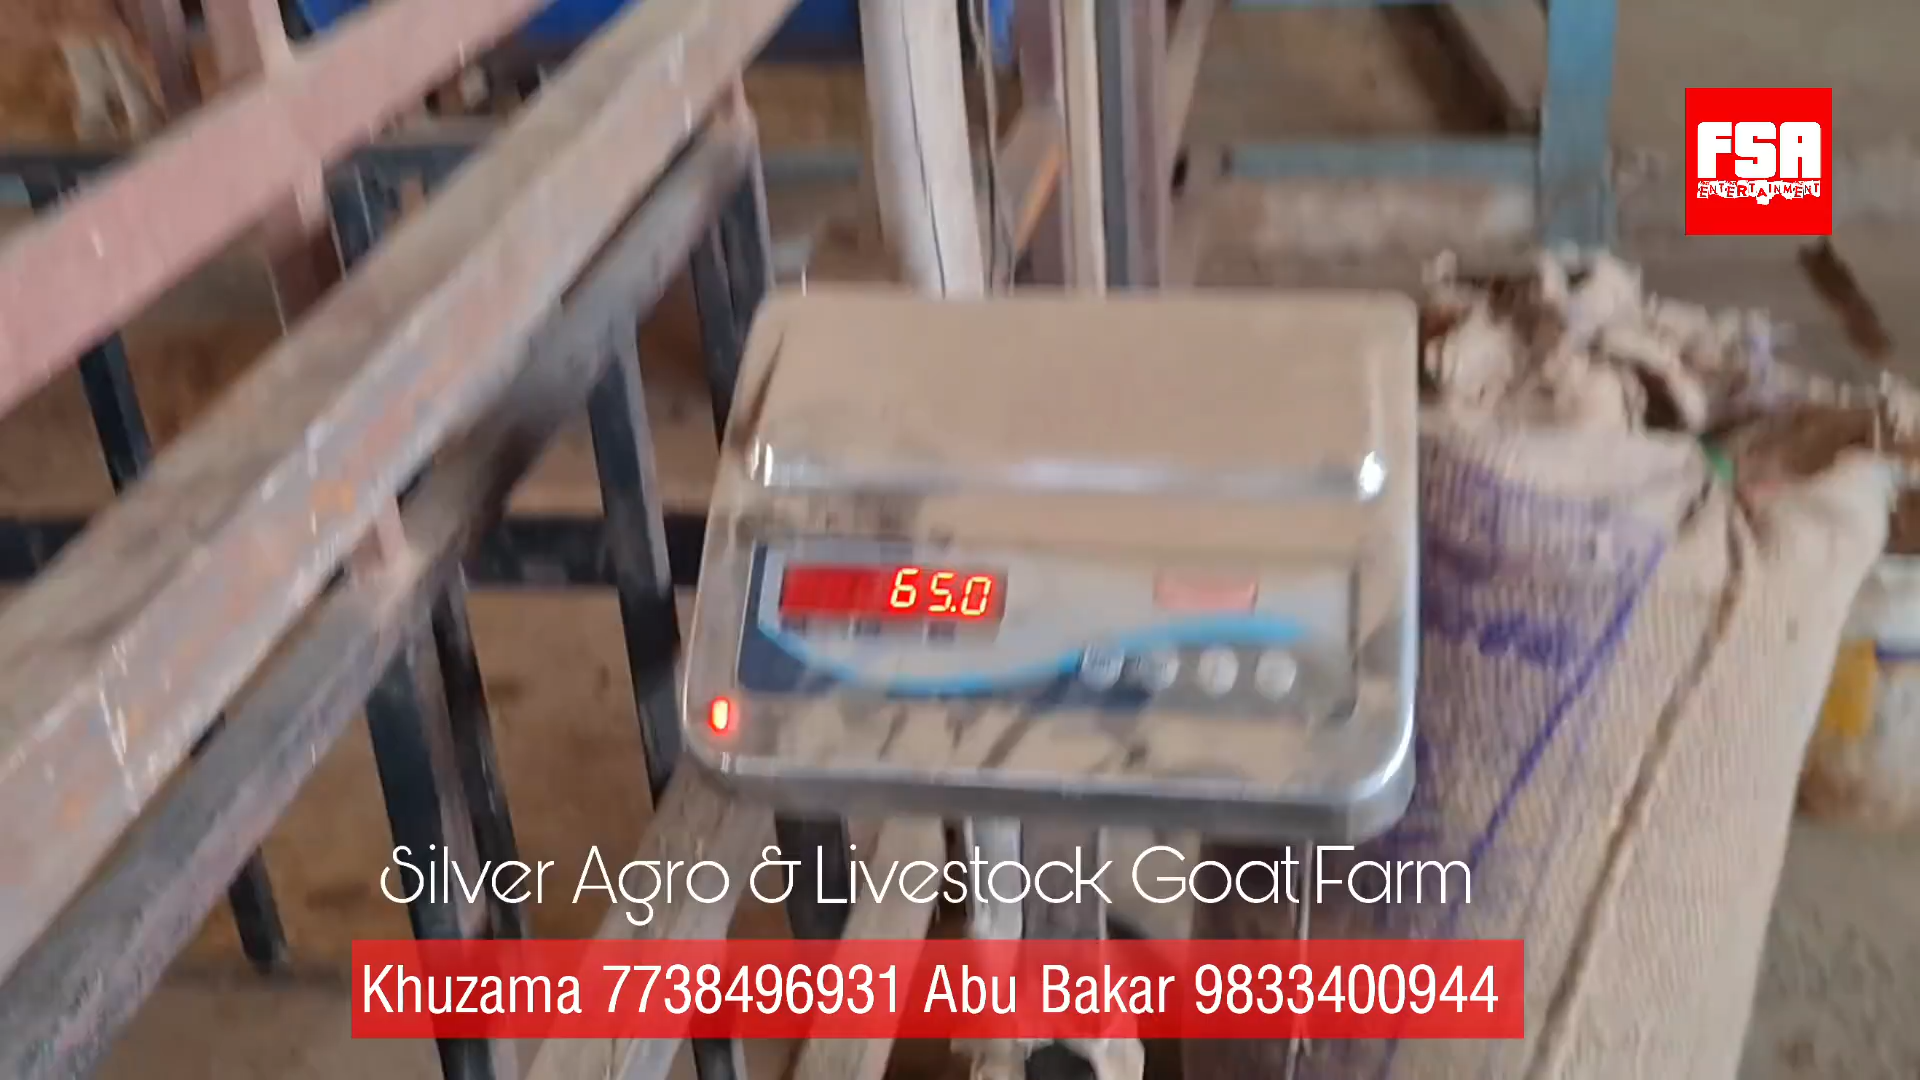 FSA
ENTERTAINMENT
65.0
Silver Agro & Livestock Goat Farm
Khuzama 7738496931 Abu Bakar 9833400944